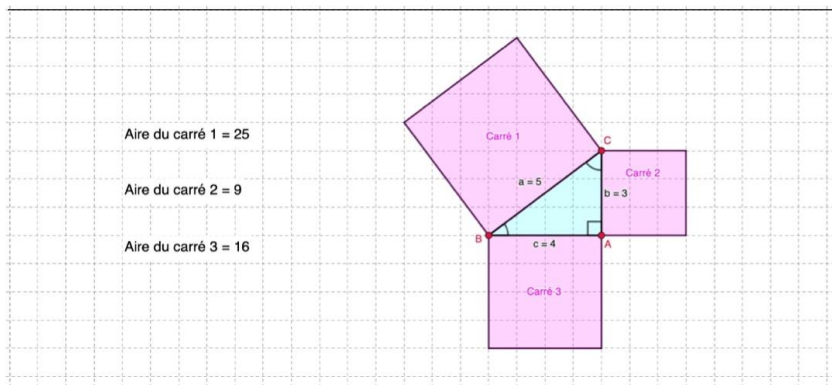 Aire du carré 1 = 25
Aire du carré 2 = 9
Aire du carré 3 = 16
Carré 1
C
Carré 2
a = 5
b = 3
B
c = 4
A
Carré 3